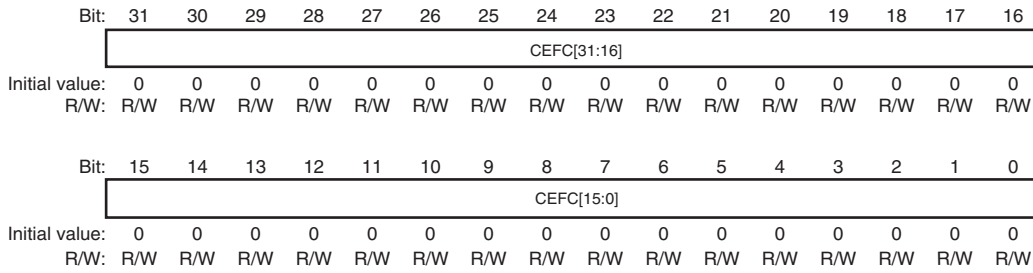 Bit: 31 30 29 28 27 26 25 24 23 22 21 20 19 18 17 16
CEFC[31:16]
Initial value: 0 0 0 0 0 0 0 0 0 0 0 0 0 0 0 0
R/W: R/W R/W R/W R/W R/W R/W R/W R/W R/W R/W R/W R/W R/W R/W R/W R/W
Bit: 15 14 13 12 11 10 9 8 7 6 5 4 3 2 1 0
CEFC[15:0]
Initial value: 0 0 0 0 0 0 0 0 0 0 0 0 0 0 0 0
R/W: R/W R/W R/W R/W R/W R/W R/W R/W R/W R/W R/W R/W R/W R/W R/W R/W